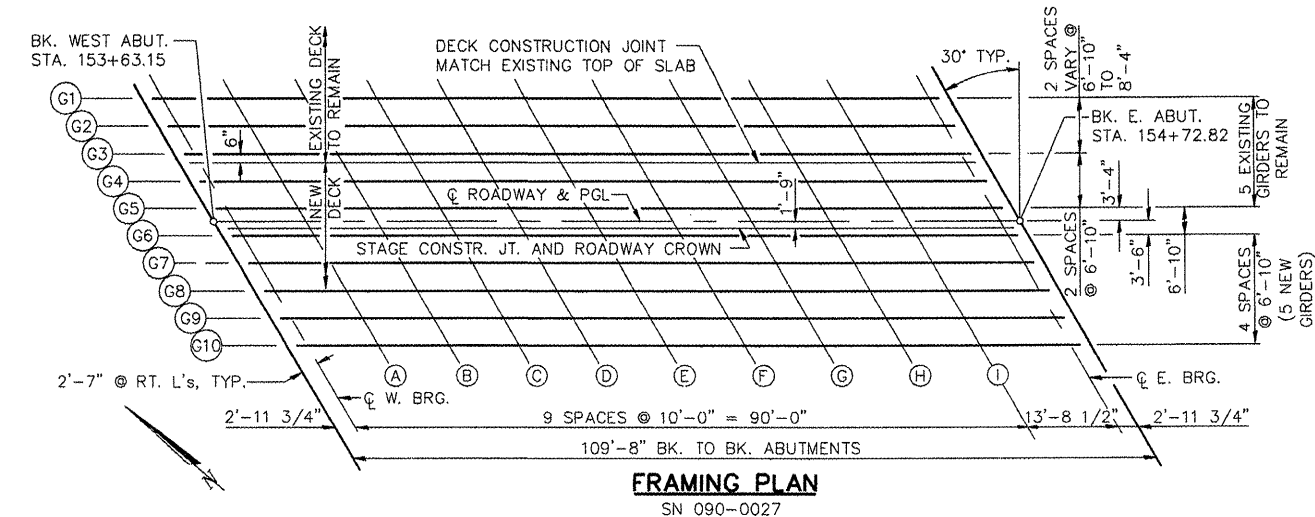 BK. WEST ABUT.
STA. 153+63.15
G1
G2
G3
G4
G5
G6
G7
G8
G9
G10
6"
EXISTING DECK
TO REMAIN
NEW
DECK
DECK CONSTRUCTION JOINT
MATCH EXISTING TOP OF SLAB
℄ ROADWAY & PGL
1'-9"
STAGE CONSTR. JT. AND ROADWAY CROWN
30° TYP.
2 SPACES
VARY @
6'-10"
TO
8'-4"
BK. E. ABUT.
STA. 154+72.82
5 EXISTING
GIRDERS TO
REMAIN
3'-4"
2 SPACES
@ 6'-10"
3'-6"
6'-10"
4 SPACES
@ 6'-10"
(5 NEW
GIRDERS)
2'-7" @ RT. L's, TYP.
A
B
C
D
E
F
G
H
I
℄ W. BRG.
℄ E. BRG.
2'-11 3/4"
9 SPACES @ 10'-0" = 90'-0"
13'-8 1/2"
2'-11 3/4"
109'-8" BK. TO BK. ABUTMENTS
N
FRAMING PLAN
SN 090-0027